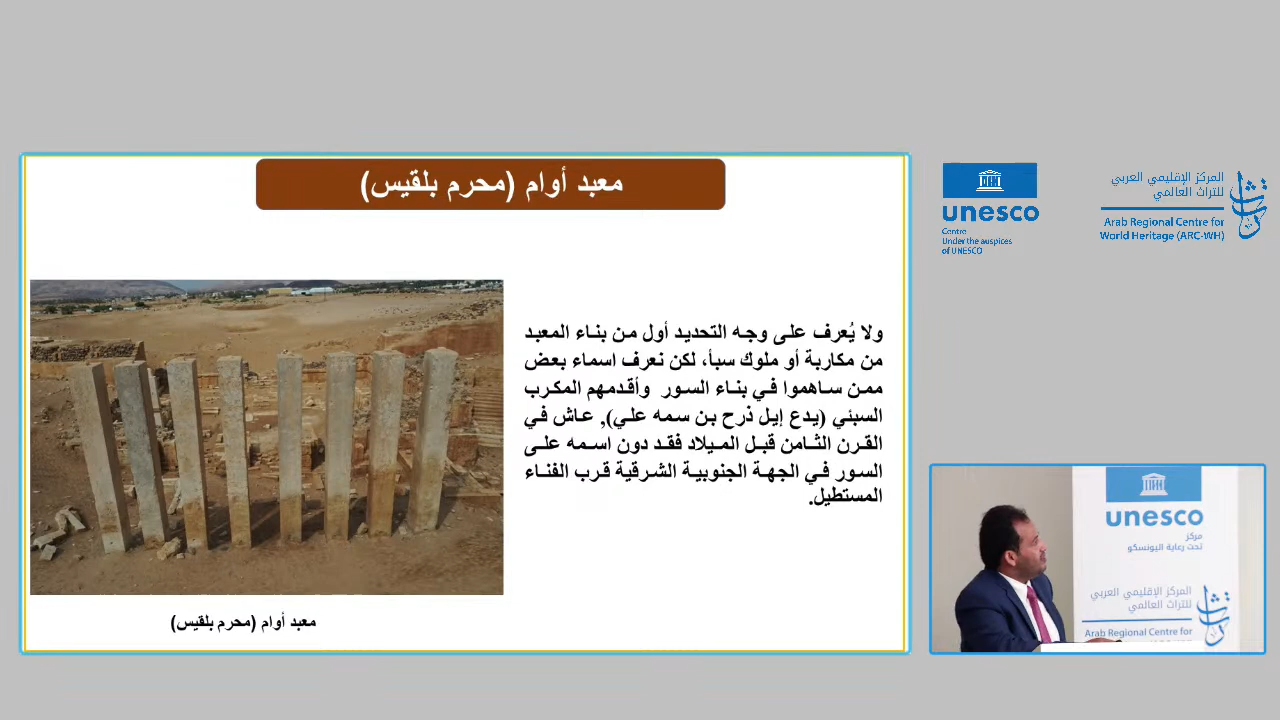 معبد أوام (محرم بلقيس)
ولا يُعرف على وجه التحديد أول من بناء المعبد
من مكاربة أو ملوك سبأ، لكن نعرف اسماء بعض
ممن ساهموا في بناء السور وأقدمهم المكرب
السبئي (يدع إيل ذرح بن سمه علي), عاش في
القرن الثامن قبل الميلاد فقد دون اسمه على
السور في الجهة الجنوبية الشرقية قرب الفناء
المستطيل.
معبد أوام (محرم بلقيس)
unesco
Centre
Under the auspices
of UNESCO
المركز الإقليمي العربي
للتراث العالمي
Arab Regional Centre for
World Heritage (ARC-WH)
unesco
مركز
تحت رعاية اليونسكو
المركز الإقليمي العربي
للتراث العالمي
Arab Regional Centre for